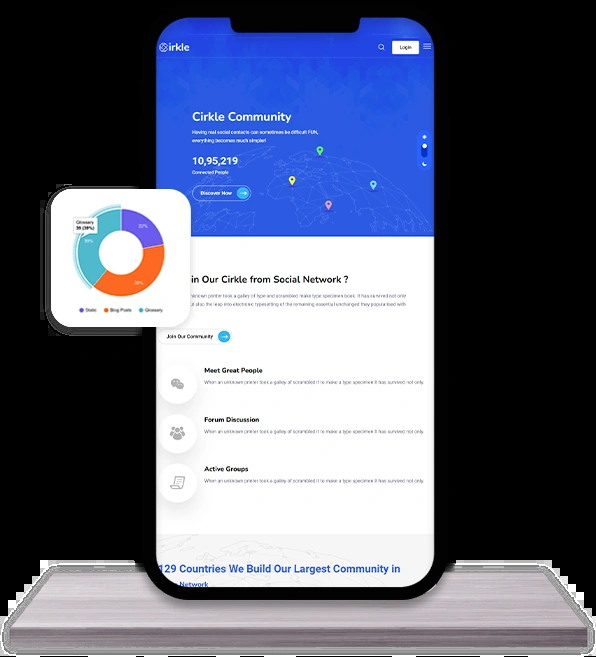 Cirkle
Login
Cirkle Community
Having real social contacts can sometimes be difficult FUN,
everything becomes much simpler!
10,95,219
Connected People
Discover Now
Glossary
39 (39%)
22%
39%
39%
Static
Blog Posts
Glossary
in Our Cirkle from Social Network ?
known printer took a galley of type and scrambled make type specimen book. It has survived not only
but also the leap into electronic typesetting of the remaining essential unchanged they popularised with
Join Our Community
Meet Great People
When an unknown printer took a galley of scrambled it to make a type specimen it has survived not only.
Forum Discussion
When an unknown printer took a galley of scrambled it to make a type specimen it has survived not only.
Active Groups
When an unknown printer took a galley of scrambled it to make a type specimen it has survived not only.
129 Countries We Build Our Largest Community in
Network